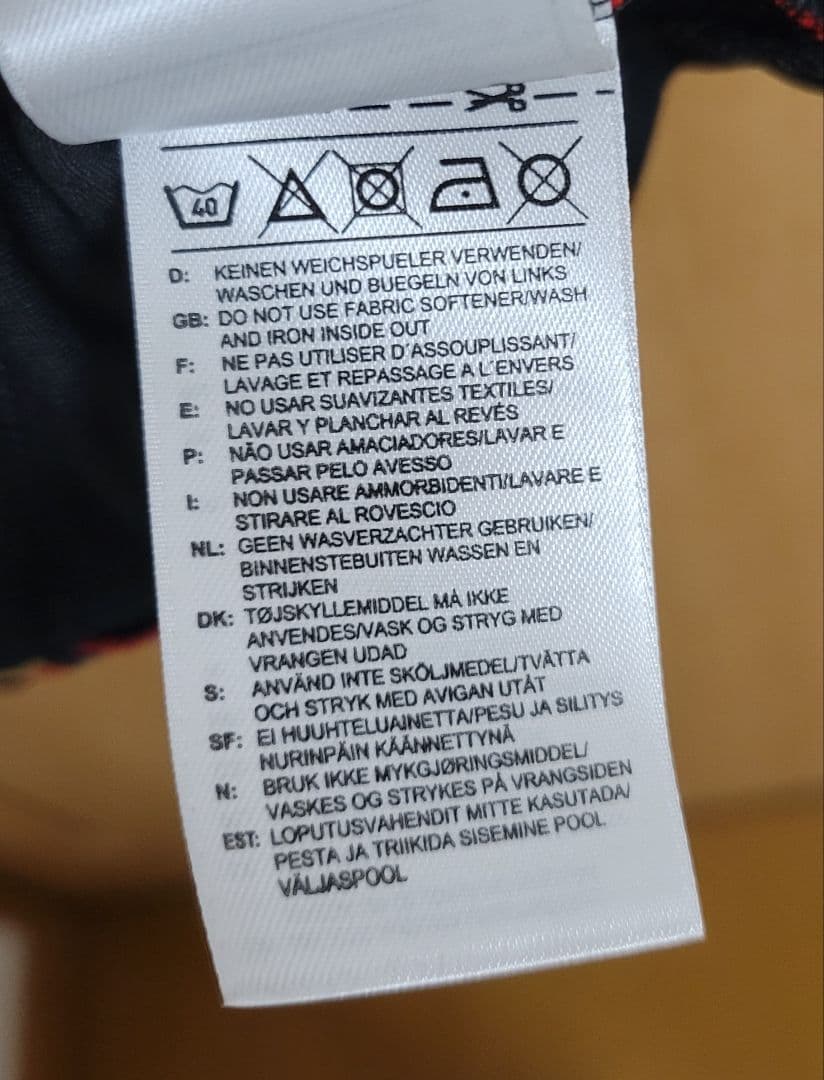 40
D: KEINEN WEICHSPUELER VERWENDEN/
WASCHEN UND BUEGELN VON LINKS
GB: DO NOT USE FABRIC SOFTENER/WASH
AND IRON INSIDE OUT
F: NE PAS UTILISER D'ASSOUPLISSANT/
LAVAGE ET REPASSAGE A L'ENVERS
E: NO USAR SUAVIZANTES TEXTILES/
LAVAR Y PLANCHAR AL REVÉS
P: NÃO USAR AMACIADORES/LAVAR E
PASSAR PELO AVESSO
I: NON USARE AMMORBIDENTI/LAVARE E
STIRARE AL ROVESCIO
NL: GEEN WASVERZACHTER GEBRUIKEN/
BINNENSTEBUITEN WASSEN EN
STRIJKEN
DK: TØJSKYLLEMIDDEL MÅ IKKE
ANVENDES/VASK OG STRYG MED
VRANGEN UDAD
S: ANVÄND INTE SKÖLJMEDEL/TVÄTTA
OCH STRYK MED AVIGAN UTÅT
SF: EI HUUHTELUAINETTA/PESU JA SILITYS
NURINPÄIN KÄÄNNETTYNÄ
N: BRUK IKKE MYKGJØRINGSMIDDEL/
VASKES OG STRYKES PÅ VRANGSIDEN
EST: LOPUTUSVAHENDIT MITTE KASUTADA/
PESTA JA TRIIKIDA SISEMINE POOL
VÄLJASPOOL